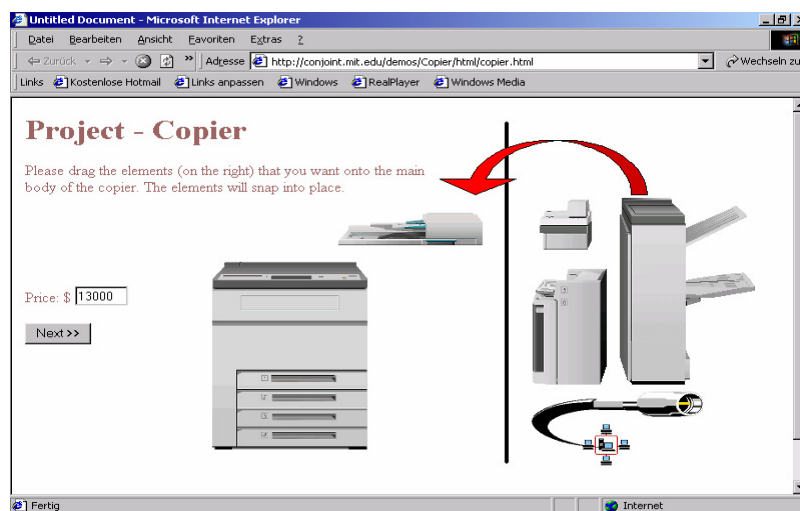 Untitled Document - Microsoft Internet Explorer
Datei Bearbeiten Ansicht Favoriten Extras ?
Zurück » Adresse http://conjoint.mit.edu/demos/Copier/html/copier.html Wechseln zu
Links Kostenlose Hotmail Links anpassen Windows RealPlayer Windows Media
Project - Copier
Please drag the elements (on the right) that you want onto the main
body of the copier. The elements will snap into place.
Price: $ 13000
Next >>
Fertig Internet